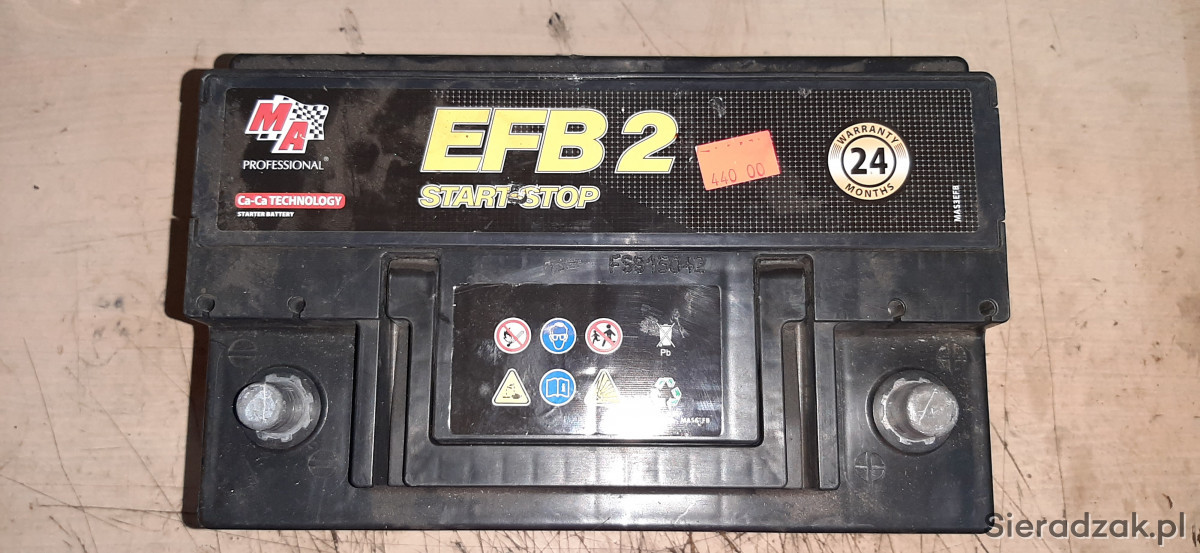 MA
PROFESSIONAL®
Ca-Ca TECHNOLOGY
STARTER BATTERY
EFB 2
START-STOP
440 00
WARRANTY
24
MONTHS
MAS3EFB
Pb
Sieradzak.pl